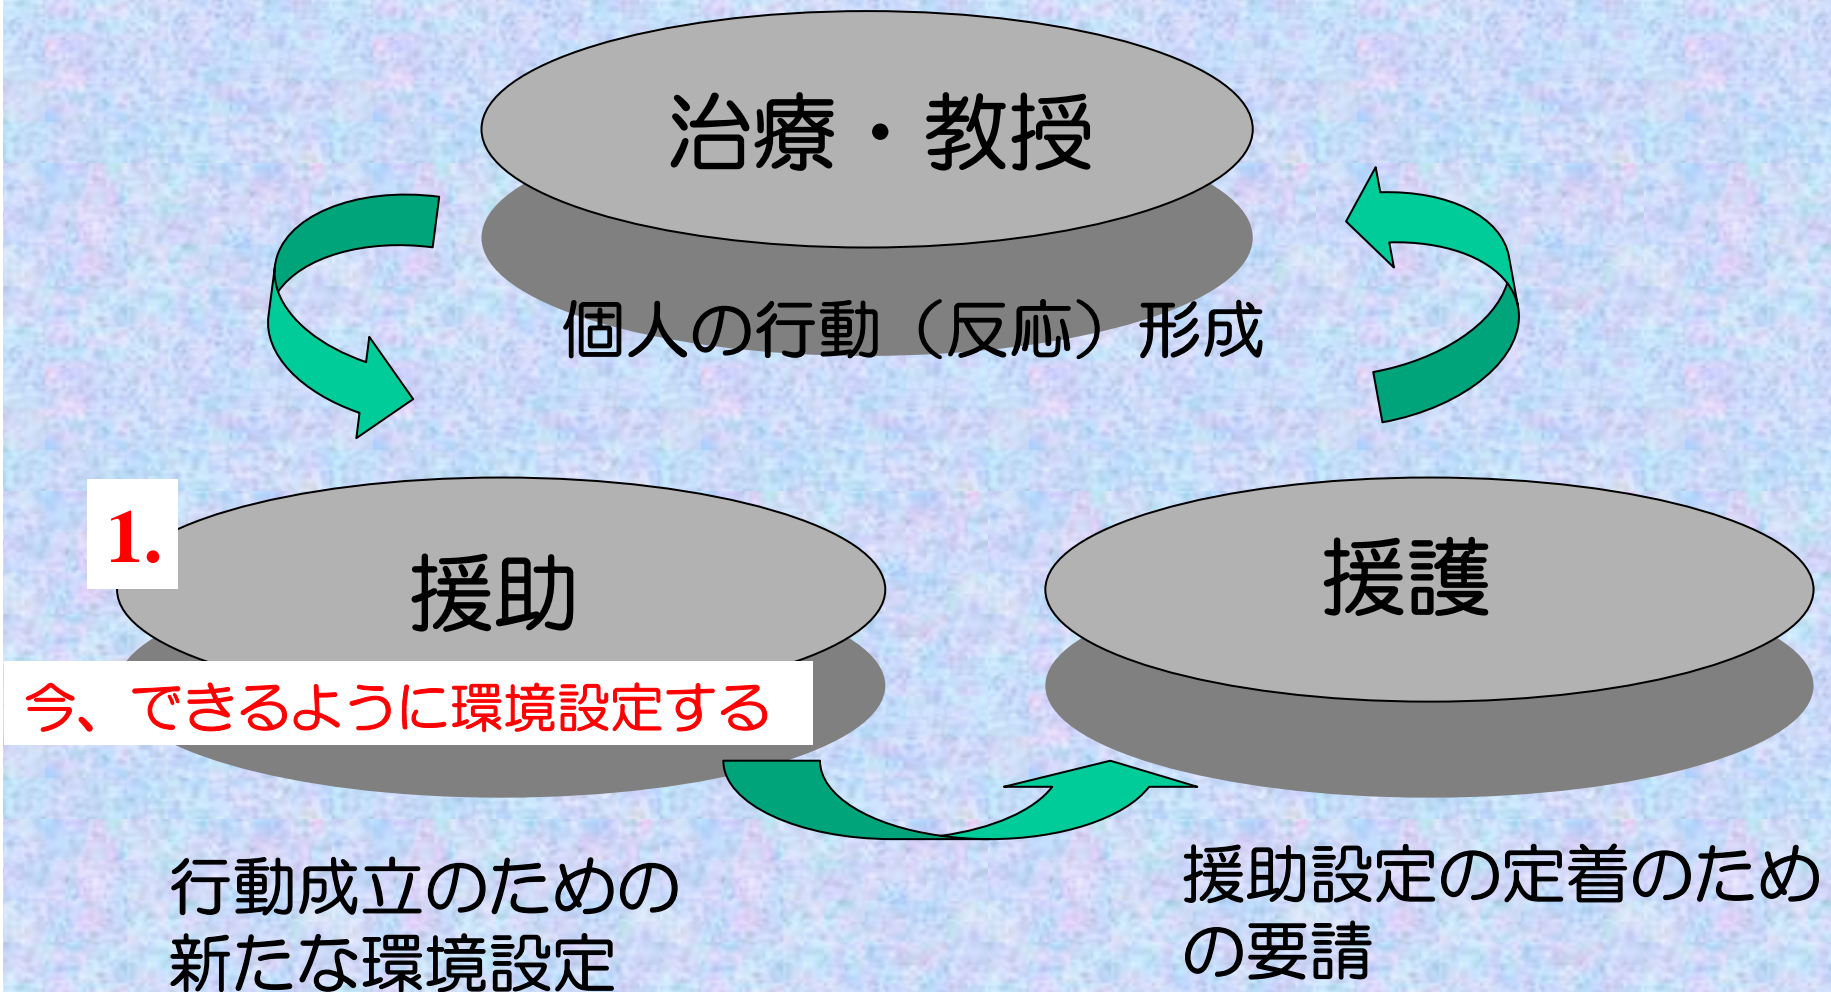 治療・教授
個人の行動（反応）形成
1.
援助
援護
今、できるように環境設定する
行動成立のための
新たな環境設定
援助設定の定着のため
の要請